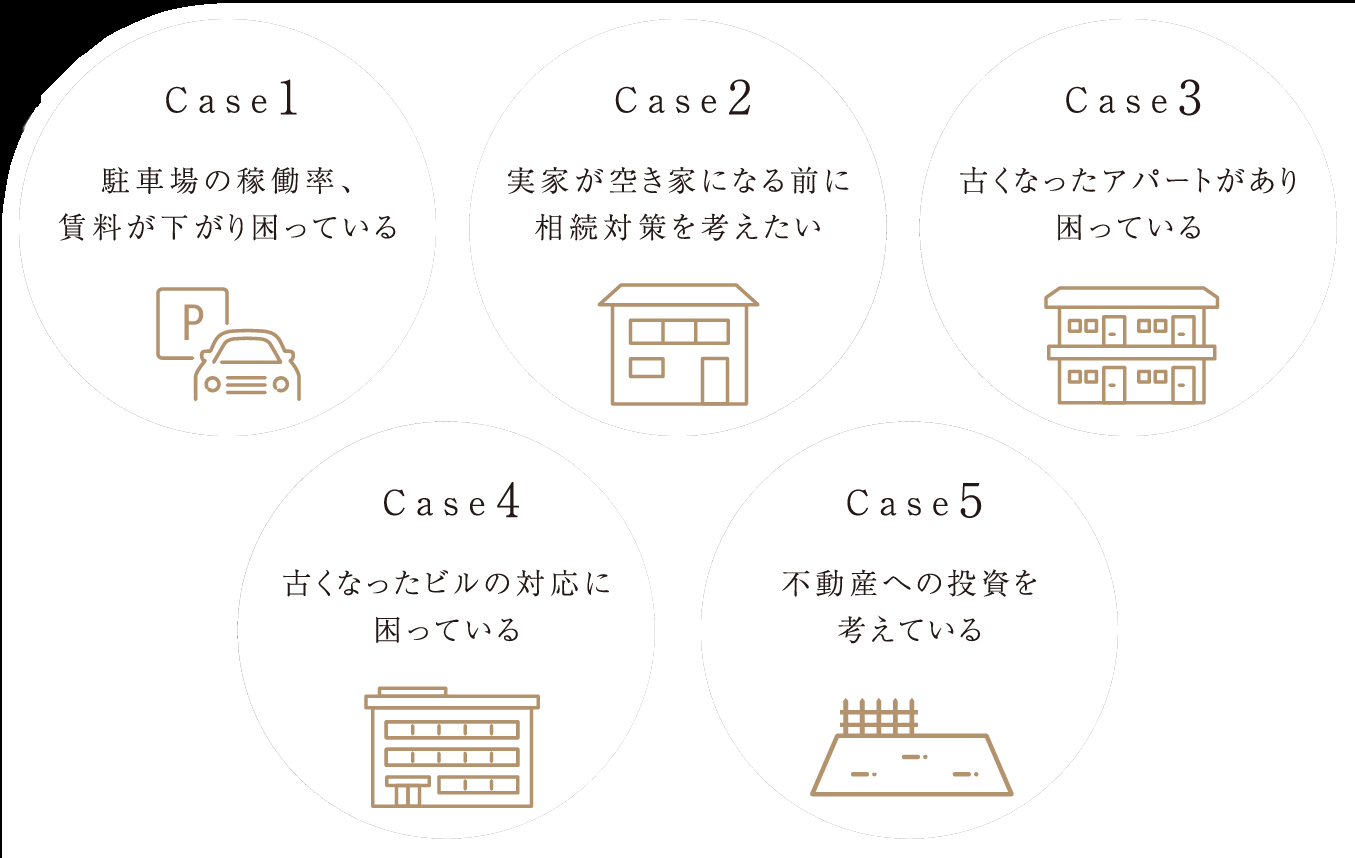 Case1
駐車場の稼働率、
賃料が下がり困っている
P
Case2
実家が空き家になる前に
相続対策を考えたい
Case3
古くなったアパートがあり
困っている
Case4
古くなったビルの対応に
困っている
Case5
不動産への投資を
考えている